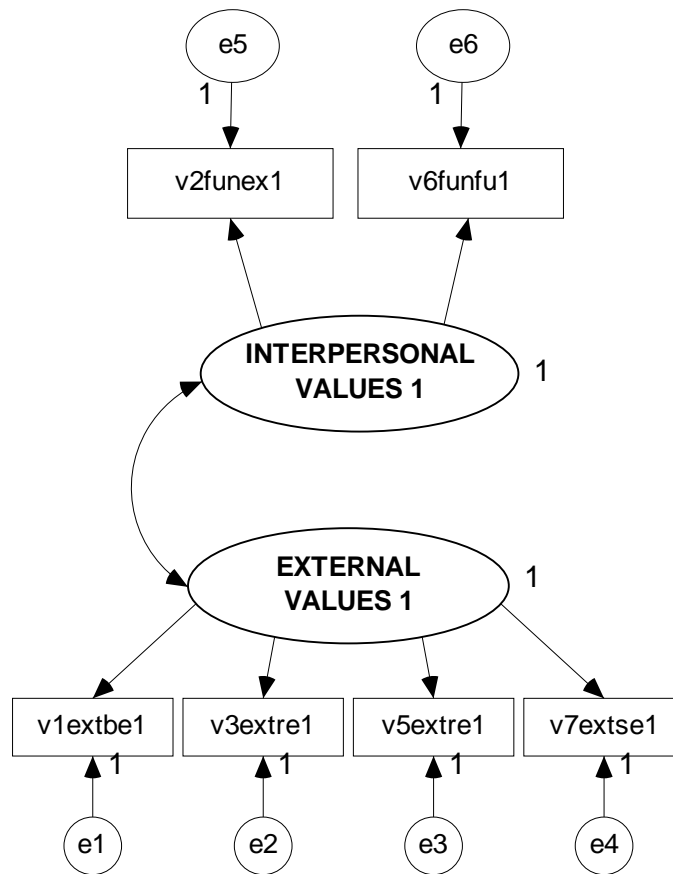 e5 e6
1 1
v2funex1 v6funfu1
INTERPERSONAL
VALUES 1
1
EXTERNAL
VALUES 1
1
v1extbe1 v3extre1 v5extre1 v7extse1
1 1 1 1
e1 e2 e3 e4